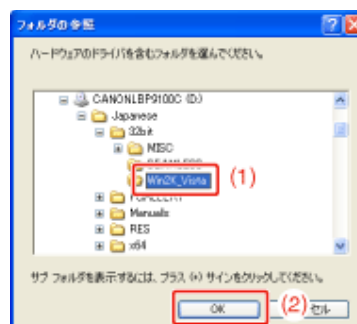 フォルダの参照
ハードウェアのドライバを含むフォルダを選んでください。
CANONLBP9100C (D:)
Japanese
32bit
MISC
Win2K_Vista
(1)
Manuals
RES
x64
サブ フォルダを表示するには、プラス (+) サインをクリックしてください。
OK
(2)
セル